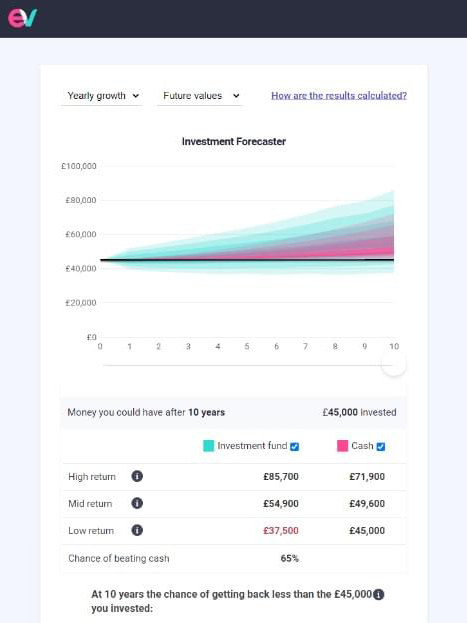 ev
Yearly growth Future values How are the results calculated?
Investment Forecaster
£100,000
£80,000
£60,000
£40,000
£20,000
£0
0 1 2 3 4 5 6 7 8 9 10
Money you could have after 10 years £45,000 invested
Investment fund Cash
High return i £85,700 £71,900
Mid return i £54,900 £49,600
Low return i £37,500 £45,000
Chance of beating cash 65%
At 10 years the chance of getting back less than the £45,000 i
you invested: